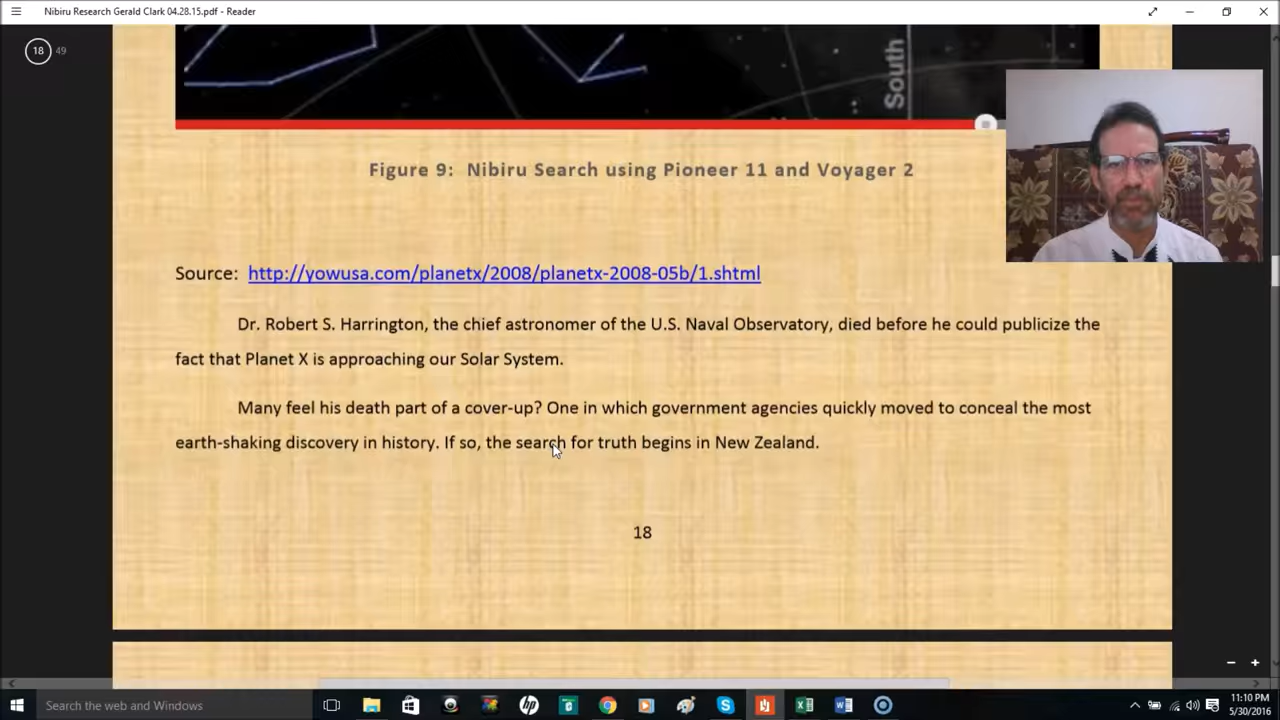 Nibiru Research Gerald Clark 04.28.15.pdf - Reader
18 49
South
Figure 9: Nibiru Search using Pioneer 11 and Voyager 2
Source: http://yowusa.com/planetx/2008/planetx-2008-05b/1.shtml
Dr. Robert S. Harrington, the chief astronomer of the U.S. Naval Observatory, died before he could publicize the
fact that Planet X is approaching our Solar System.
Many feel his death part of a cover-up? One in which government agencies quickly moved to conceal the most
earth-shaking discovery in history. If so, the search for truth begins in New Zealand.
18
Search the web and Windows
11:10 PM
5/30/2016